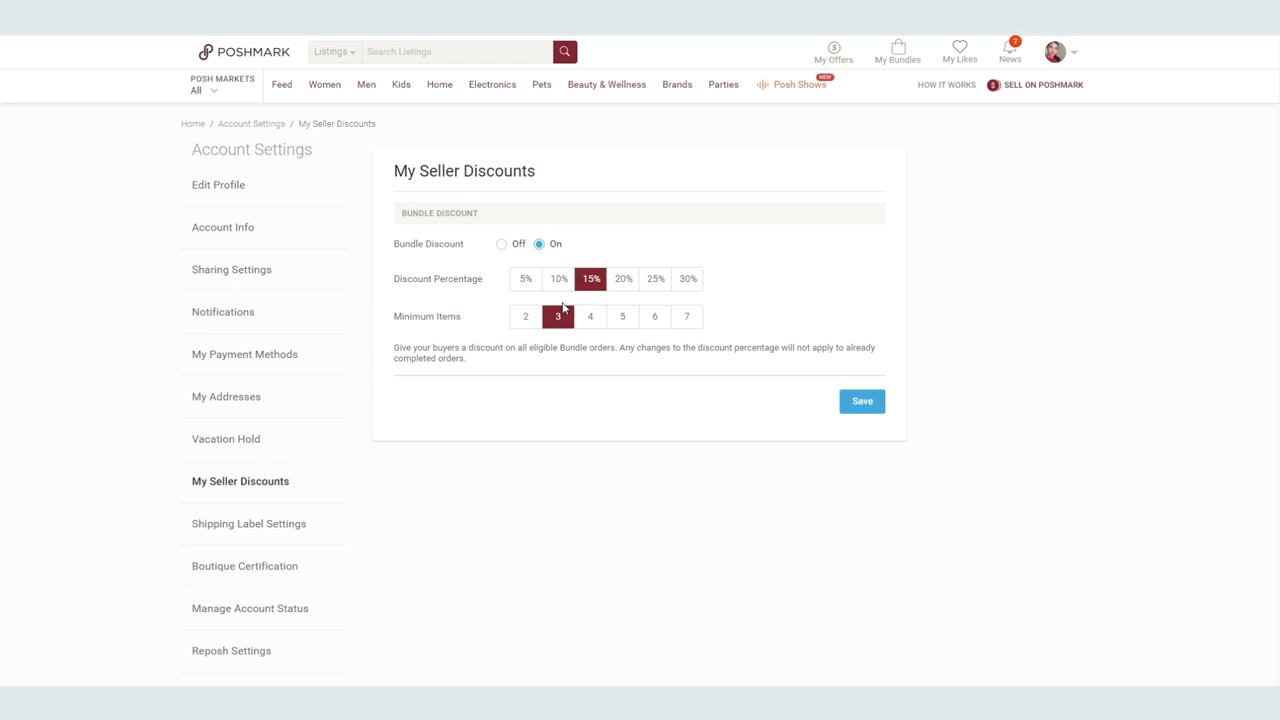 POSHMARK
Listings
Search Listings
My Offers
My Bundles
My Likes
7
News
POSH MARKETS
All
Feed
Women
Men
Kids
Home
Electronics
Pets
Beauty & Wellness
Brands
Parties
Posh Shows
NEW
HOW IT WORKS
SELL ON POSHMARK
Home / Account Settings / My Seller Discounts
Account Settings
Edit Profile
Account Info
Sharing Settings
Notifications
My Payment Methods
My Addresses
Vacation Hold
My Seller Discounts
Shipping Label Settings
Boutique Certification
Manage Account Status
Reposh Settings
My Seller Discounts
BUNDLE DISCOUNT
Bundle Discount Off On
Discount Percentage 5% 10% 15% 20% 25% 30%
Minimum Items 2 3 4 5 6 7
Give your buyers a discount on all eligible Bundle orders. Any changes to the discount percentage will not apply to already
completed orders.
Save